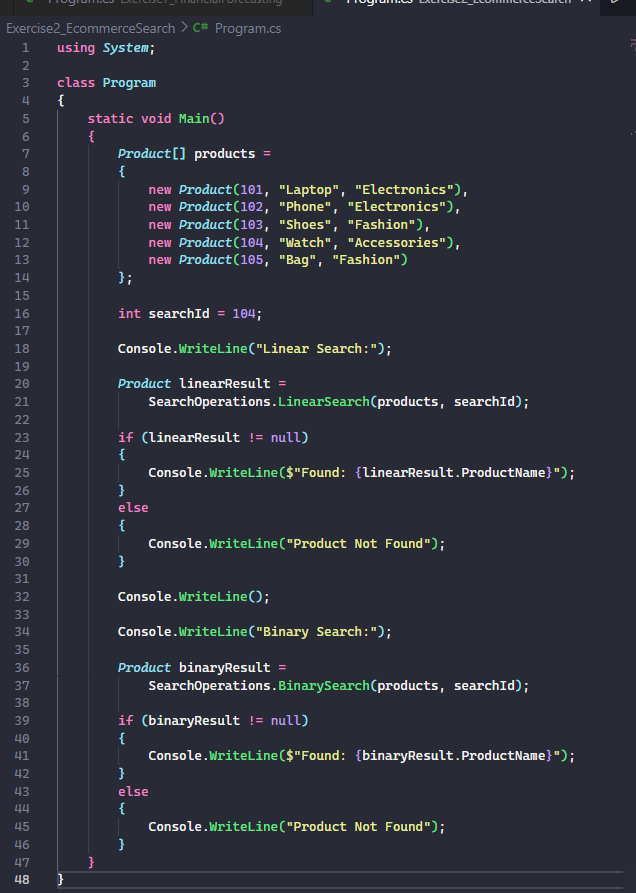 Program.cs Exercise7_FinancialForecasting
Program.cs Exercise2_EcommerceSearch
Exercise2_EcommerceSearch > C# Program.cs
1 using System;
2
3 class Program
4 {
5     static void Main()
6     {
7         Product[] products =
8         {
9             new Product(101, "Laptop", "Electronics"),
10             new Product(102, "Phone", "Electronics"),
11             new Product(103, "Shoes", "Fashion"),
12             new Product(104, "Watch", "Accessories"),
13             new Product(105, "Bag", "Fashion")
14         };
15
16         int searchId = 104;
17
18         Console.WriteLine("Linear Search:");
19
20         Product linearResult =
21             SearchOperations.LinearSearch(products, searchId);
22
23         if (linearResult != null)
24         {
25             Console.WriteLine($"Found: {linearResult.ProductName}");
26         }
27         else
28         {
29             Console.WriteLine("Product Not Found");
30         }
31
32         Console.WriteLine();
33
34         Console.WriteLine("Binary Search:");
35
36         Product binaryResult =
37             SearchOperations.BinarySearch(products, searchId);
38
39         if (binaryResult != null)
40         {
41             Console.WriteLine($"Found: {binaryResult.ProductName}");
42         }
43         else
44         {
45             Console.WriteLine("Product Not Found");
46         }
47     }
48 }